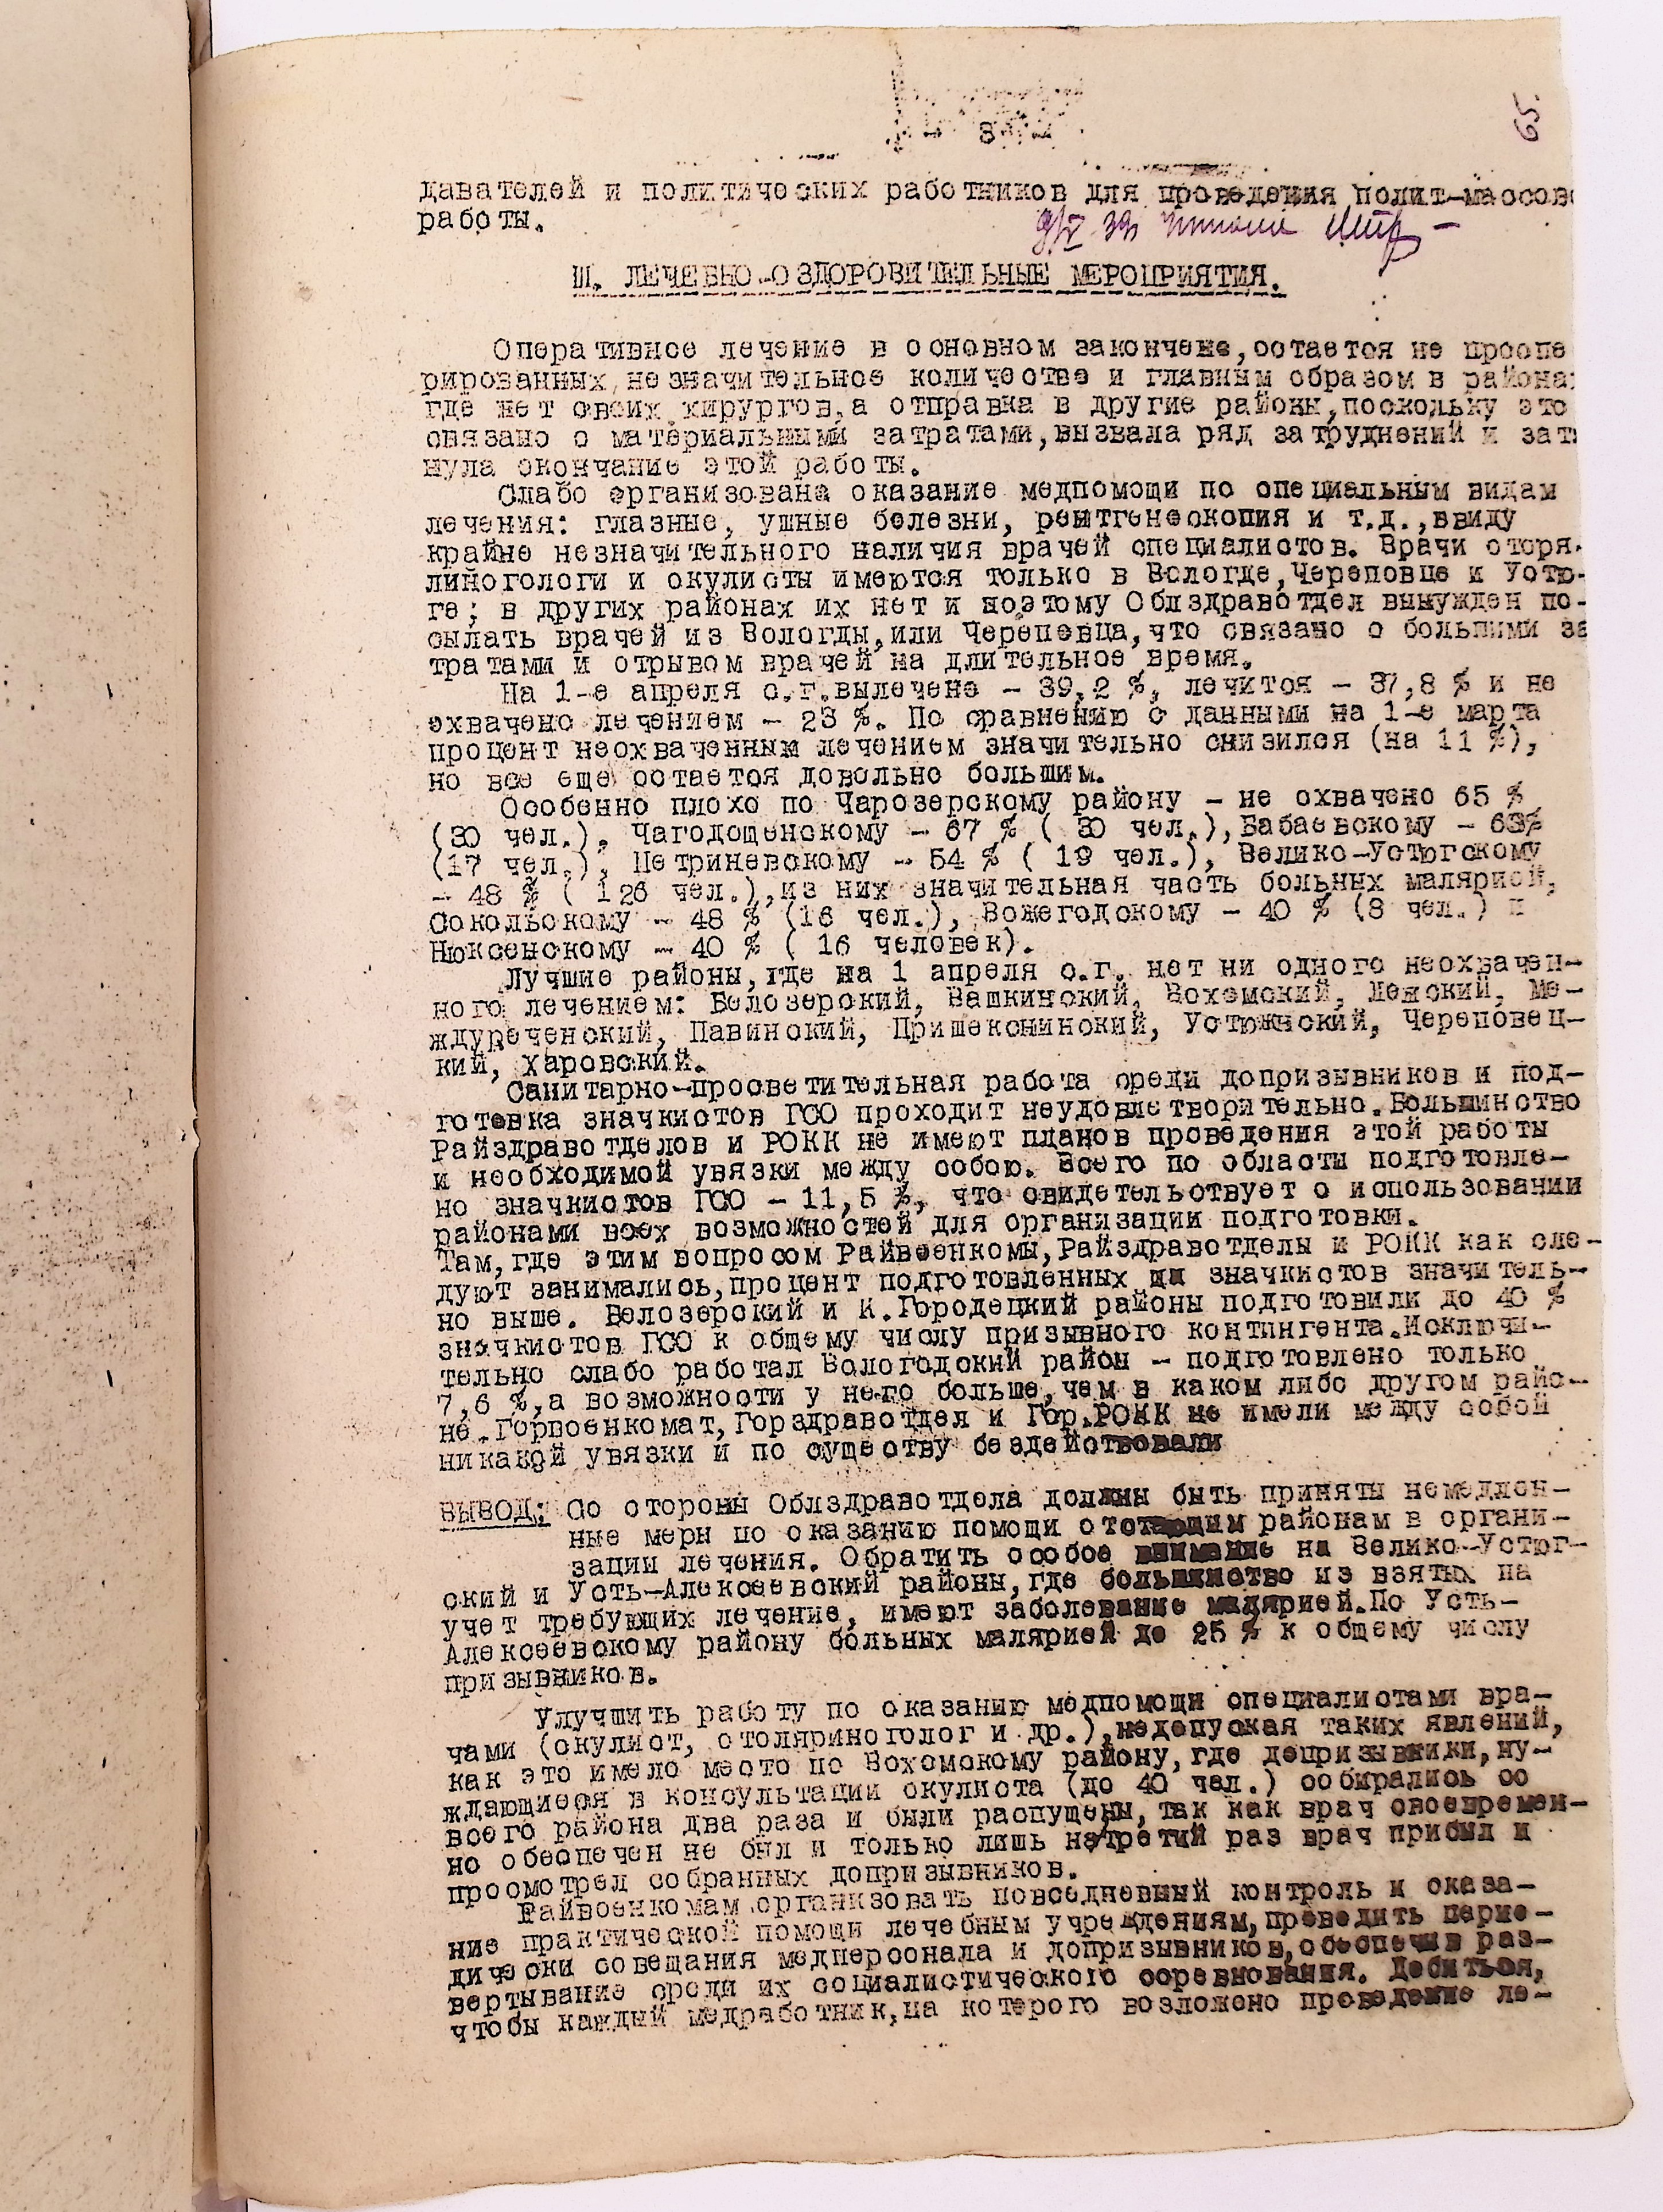 - 8 -
65.
давателей и политических работников для проведения полит-массово
работы.
Ш. ЛЕЧЕБНО-ОЗДОРОВИТЕЛЬНЫЕ МЕРОПРИЯТИЯ.
Оперативное лечение в основном закончено, остается не проопе
рированных незначительное количество и главным образом в района
где нет своих хирургов, а отправка в другие районы, поскольку это
связано с материальными затратами, вызвала ряд затруднений и затя
нула окончание этой работы.
Слабо организована оказание медпомощи по специальным видам
лечения: глазные, ушные болезни, рентгеноскопия и т.д., ввиду
крайне незначительного наличия врачей специалистов. Врачи оторя-
линогологи и окулисты имеются только в Вологде, Череповце и Устю-
ге; в других районах их нет и поэтому Облздравотдел вынужден по-
сылать врачей из Вологды, или Череповца, что связано с большими за
тратами и отрывом врачей на длительное время.
На 1-е апреля с.г. вылечено - 39,2 %, лечится - 37,8 % и не
охвачено лечением - 23 %. По сравнению с данными на 1-е марта
процент неохваченных лечением значительно снизился (на 11 %),
но все еще остается довольно большим.
Особенно плохо по Чарозерскому району - не охвачено 65 %
(30 чел.), Чагодощенскому - 67 % ( 30 чел.), Бабаевскому - 63%
(17 чел.), Петриневскому - 54 % ( 19 чел.), Велико-Устюгскому
- 48 % ( 126 чел.), из них значительная часть больных малярией,
Сокольскому - 48 % (16 чел.), Вожегодскому - 40 % (8 чел.) и
Нюксенскому - 40 % ( 16 человек).
Лучшие районы, где на 1 апреля с.г. нет ни одного неохвачен-
ного лечением: Белозерский, Вашкинский, Вохомский, Ленский, Ме-
ждуреченский, Павинский, Пришекснинский, Устюжнский, Череповец-
кий, Харовский.
Санитарно-просветительная работа среди допризывников и под-
готовка значкистов ГСО проходит неудовлетворительно. Большинство
Райздравотделов и РОКК не имеют планов проведения этой работы
и необходимой увязки между собою. Всего по области подготовле-
но значкистов ГСО - 11,5 %, что свидетельствует о использовании
районами всех возможностей для организации подготовки.
Там, где этим вопросом Райвоенкомы, Райздравотделы и РОКК как сле-
дуют занимались, процент подготовленных значкистов значитель-
но выше. Белозерский и К.Городецкий районы подготовили до 40 %
значкистов ГСО к общему числу призывного контингента. Исключи-
тельно слабо работал Вологодский район - подготовлено только
7,6 %, а возможности у него больше, чем в каком либо другом райо-
не. Горвоенкомат, Горздравотдел и Гор.РОКК не имели между собой
никакой увязки и по существу бездействовали
ВЫВОД: Со стороны Облздравотдела должны быть приняты немедлен-
ные меры по оказанию помощи отстающим районам в органи-
зации лечения. Обратить особое внимание на Велико-Устюг-
ский и Усть-Алексеевский районы, где большинство из взятых на
учет требующих лечение, имеют заболевание малярией. По Усть-
Алексеевскому району больных малярией до 25 % к общему числу
призывников.
Улучшить работу по оказанию медпомощи специалистами вра-
чами (окулист, отоляриноголог и др.), недопуская таких явлений,
как это имело место по Вохомскому району, где допризывники, ну-
ждающиеся в консультации окулиста (до 40 чел.) собирались со
всего района два раза и были распущены, так как врач своевремен-
но обеспечен не был и только лишь на третий раз врач прибыл и
просмотрел собранных допризывников.
Райвоенкомам организовать повседневный контроль и оказа-
ние практической помощи лечебным учреждениям, проводить перио-
дически совещания медперсонала и допризывников, обеспечив раз-
вертывание среди их социалистического соревнования. Добиться,
чтобы каждый медработник, на которого возложено проведение ле-